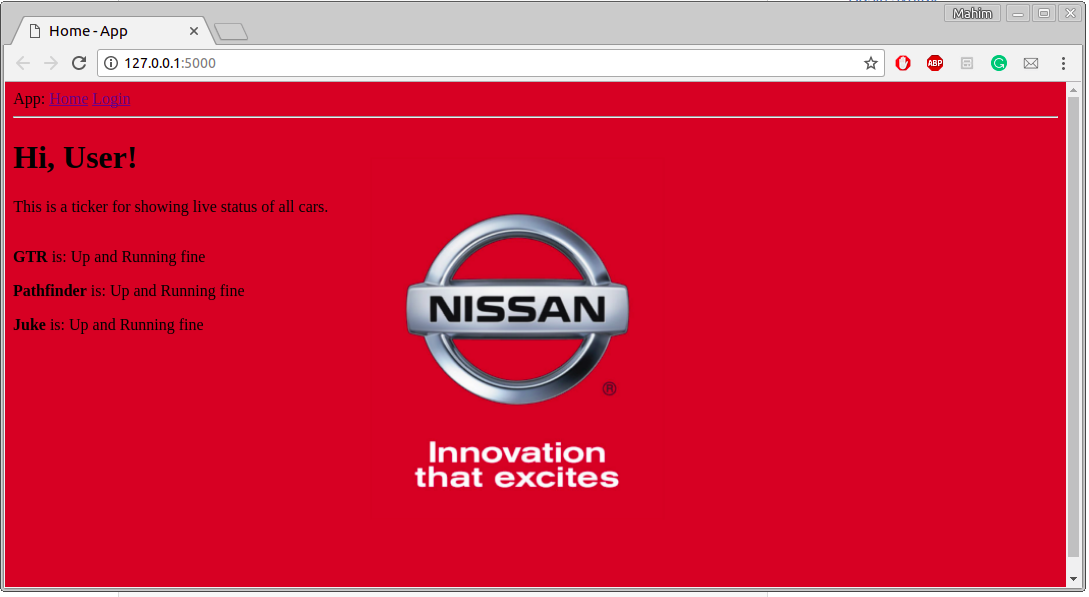 Mahim
Home - App
127.0.0.1:5000
ABP
App: Home Login
Hi, User!
This is a ticker for showing live status of all cars.
GTR is: Up and Running fine
Pathfinder is: Up and Running fine
Juke is: Up and Running fine
NISSAN
®
Innovation
that excites